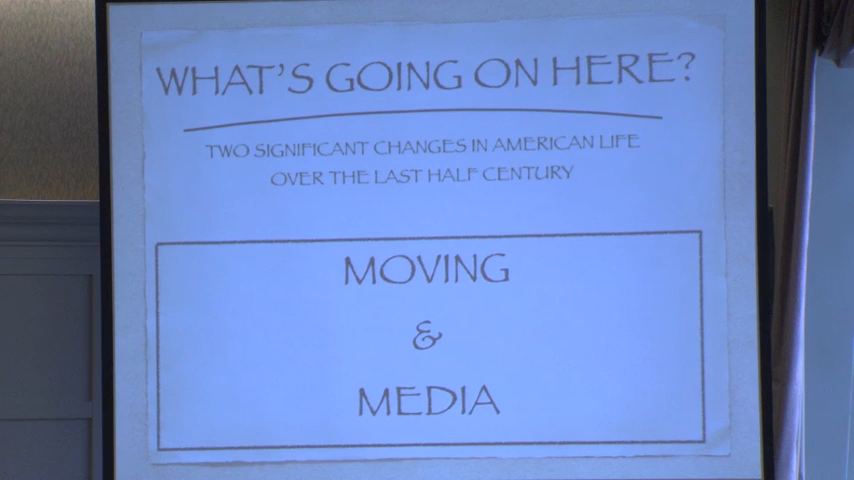 WHAT'S GOING ON HERE?
TWO SIGNIFICANT CHANGES IN AMERICAN LIFE
OVER THE LAST HALF CENTURY
MOVING
&
MEDIA